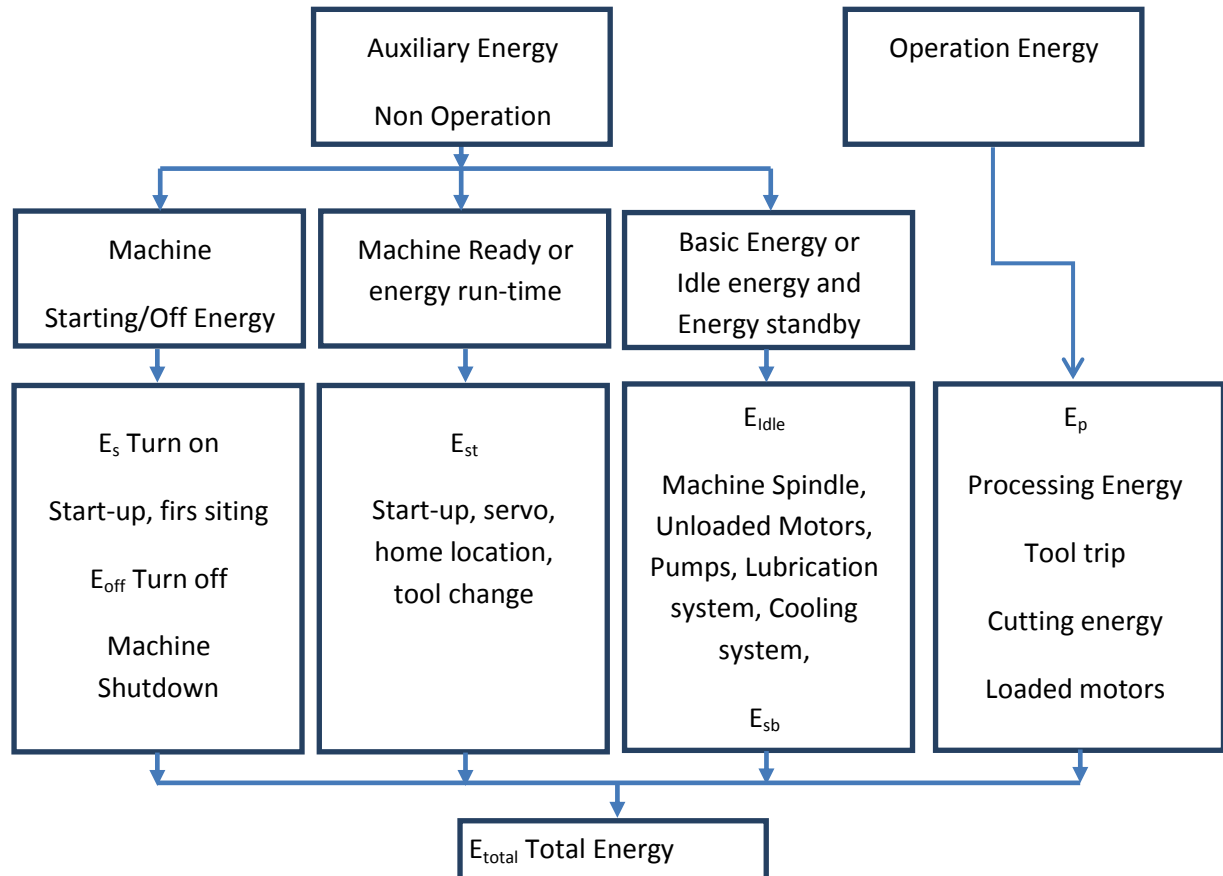 Auxiliary Energy
Non Operation
Operation Energy
Machine
Starting/Off Energy
Machine Ready or
energy run-time
Basic Energy or
Idle energy and
Energy standby
Es Turn on
Start-up, firs siting
Eoff Turn off
Machine
Shutdown
Est
Start-up, servo,
home location,
tool change
EIdle
Machine Spindle,
Unloaded Motors,
Pumps, Lubrication
system, Cooling
system,
Esb
Ep
Processing Energy
Tool trip
Cutting energy
Loaded motors
Etotal Total Energy